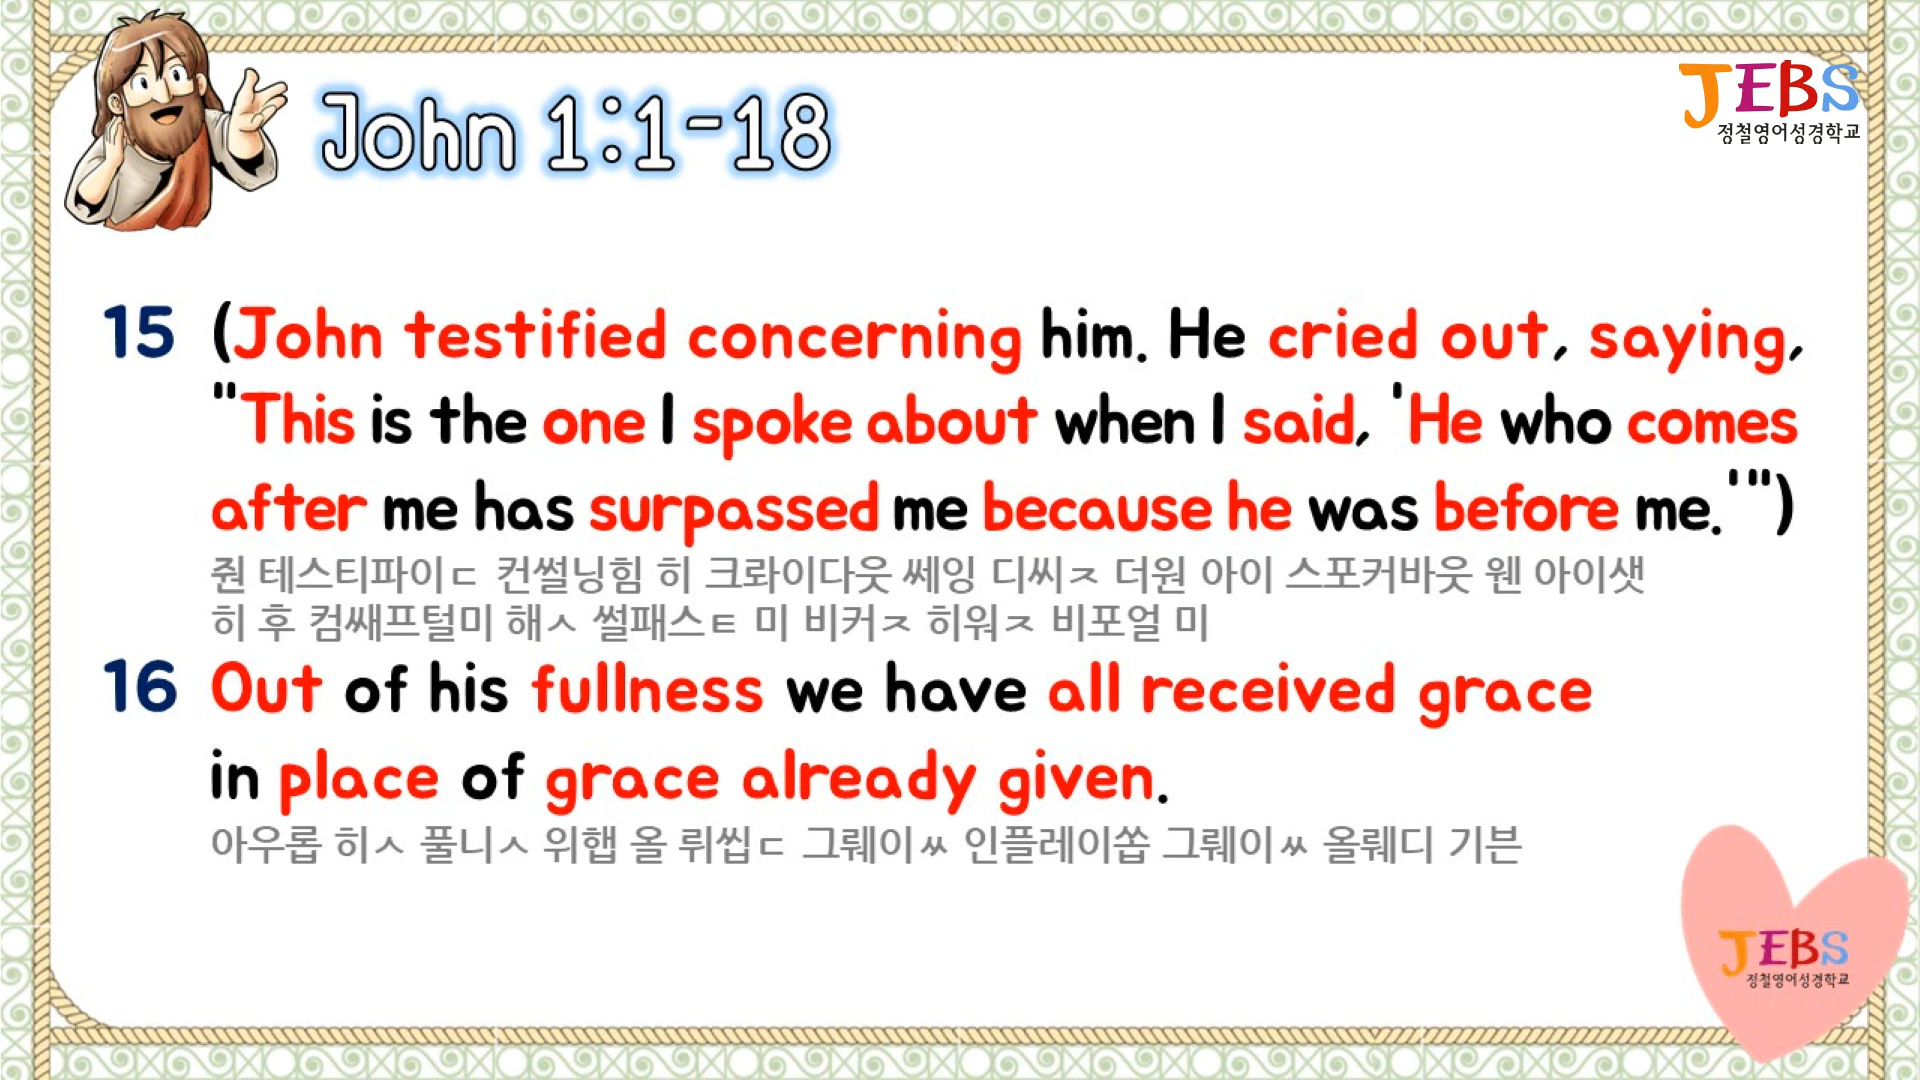 John 1:1-18
JEBS
정철영어성경학교
15 (John testified concerning him. He cried out, saying,
"This is the one I spoke about when I said, 'He who comes
after me has surpassed me because he was before me.'")
줜 테스티파이ㄷ 컨썰닝힘 히 크롸이다웃 쎄잉 디씨ㅈ 더원 아이 스포커바웃 웬 아이샛
히 후 컴쌔프털미 해ㅅ 썰패스ㅌ 미 비커ㅈ 히워ㅈ 비포얼 미
16 Out of his fullness we have all received grace
in place of grace already given.
아우롭 히ㅅ 풀니ㅅ 위햅 올 뤼씹ㄷ 그뤠이ㅆ 인플레이쏩 그뤠이ㅆ 올뤠디 기븐
JEBS
정철영어성경학교